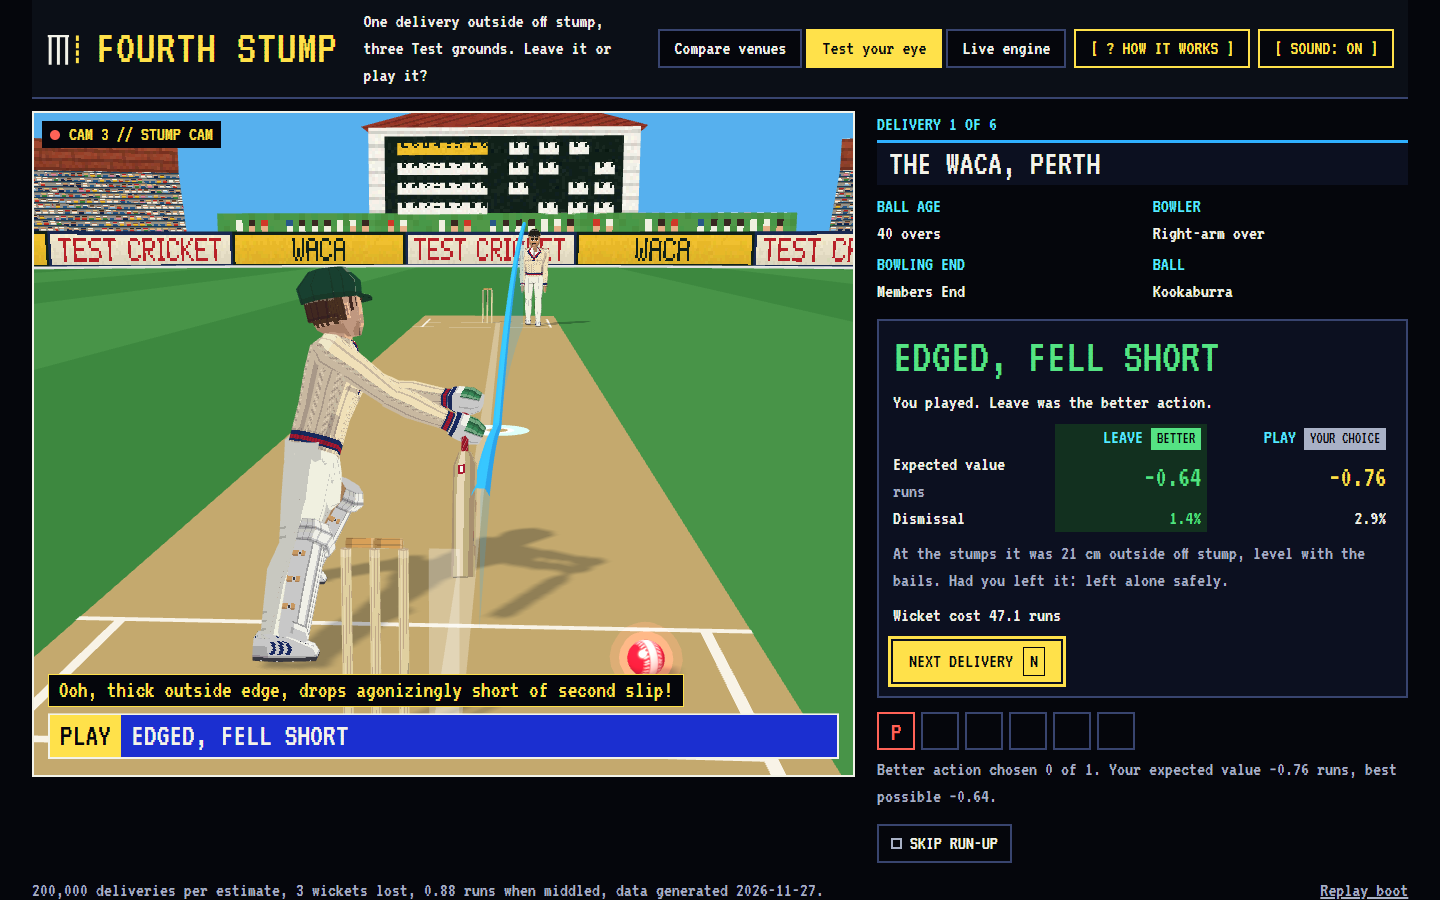 FOURTH STUMP
One delivery outside off stump,
three Test grounds. Leave it or
play it?
Compare venues
Test your eye
Live engine
[ ? HOW IT WORKS ]
[ SOUND: ON ]
CAM 3 // STUMP CAM
TEST CRICKET
WACA
TEST CRICKET
WACA
TEST CR
DELIVERY 1 OF 6
THE WACA, PERTH
BALL AGE
BOWLER
40 overs
Right-arm over
BOWLING END
BALL
Members End
Kookaburra
EDGED, FELL SHORT
You played. Leave was the better action.
LEAVE BETTER
PLAY YOUR CHOICE
Expected value
runs
-0.64
-0.76
Dismissal
1.4%
2.9%
At the stumps it was 21 cm outside off stump, level with the
bails. Had you left it: left alone safely.
Wicket cost 47.1 runs
NEXT DELIVERY N
Ooh, thick outside edge, drops agonizingly short of second slip!
PLAY EDGED, FELL SHORT
P
Better action chosen 0 of 1. Your expected value -0.76 runs, best
possible -0.64.
SKIP RUN-UP
200,000 deliveries per estimate, 3 wickets lost, 0.88 runs when middled, data generated 2026-11-27.
Replay boot